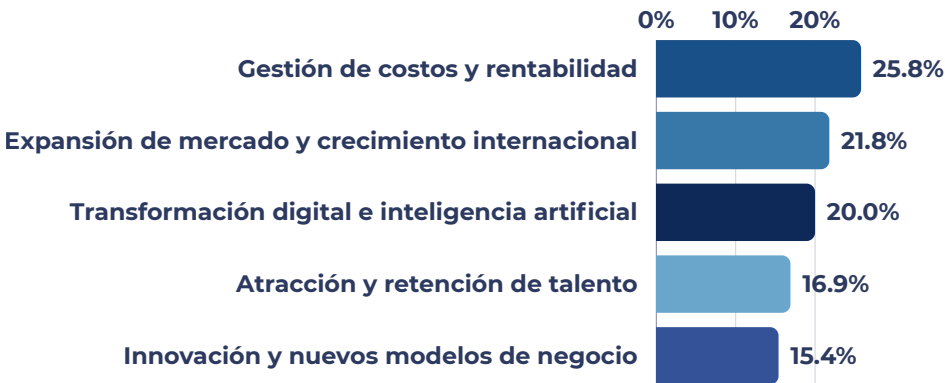 0% 10% 20%
Gestión de costos y rentabilidad 25.8%
Expansión de mercado y crecimiento internacional 21.8%
Transformación digital e inteligencia artificial 20.0%
Atracción y retención de talento 16.9%
Innovación y nuevos modelos de negocio 15.4%